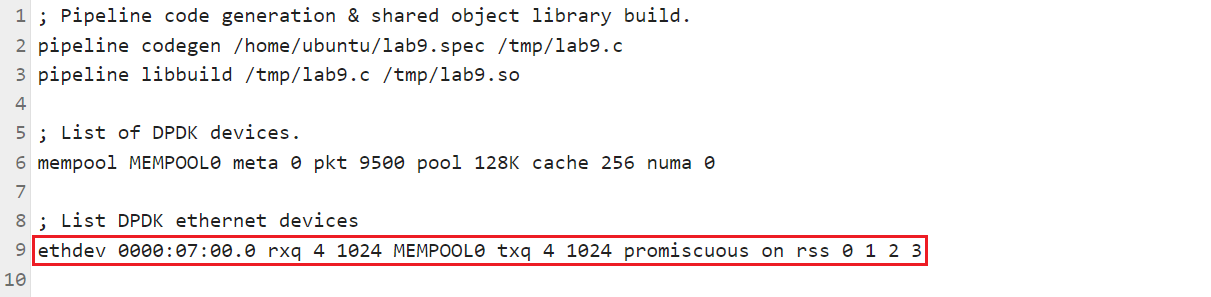 1 ; Pipeline code generation & shared object library build.
2 pipeline codegen /home/ubuntu/lab9.spec /tmp/lab9.c
3 pipeline libbuild /tmp/lab9.c /tmp/lab9.so
4
5 ; List of DPDK devices.
6 mempool MEMPOOL0 meta 0 pkt 9500 pool 128K cache 256 numa 0
7
8 ; List DPDK ethernet devices
9 ethdev 0000:07:00.0 rxq 4 1024 MEMPOOL0 txq 4 1024 promiscuous on rss 0 1 2 3
10